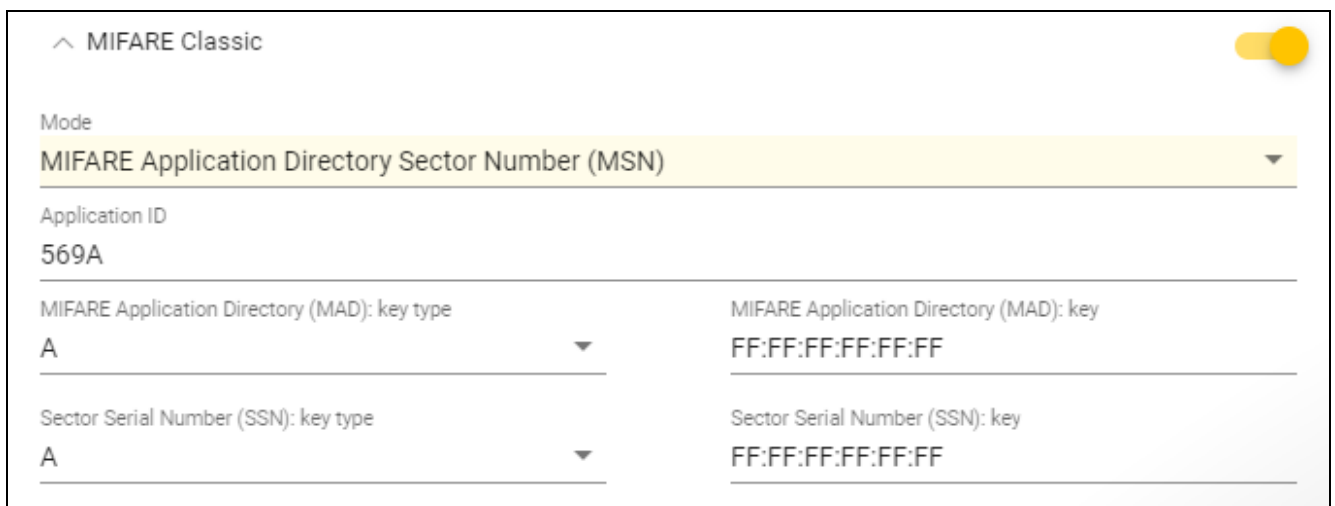 MIFARE Classic
Mode
MIFARE Application Directory Sector Number (MSN)
Application ID
569A
MIFARE Application Directory (MAD): key type
MIFARE Application Directory (MAD): key
A
FF:FF:FF:FF:FF:FF
Sector Serial Number (SSN): key type
Sector Serial Number (SSN): key
A
FF:FF:FF:FF:FF:FF